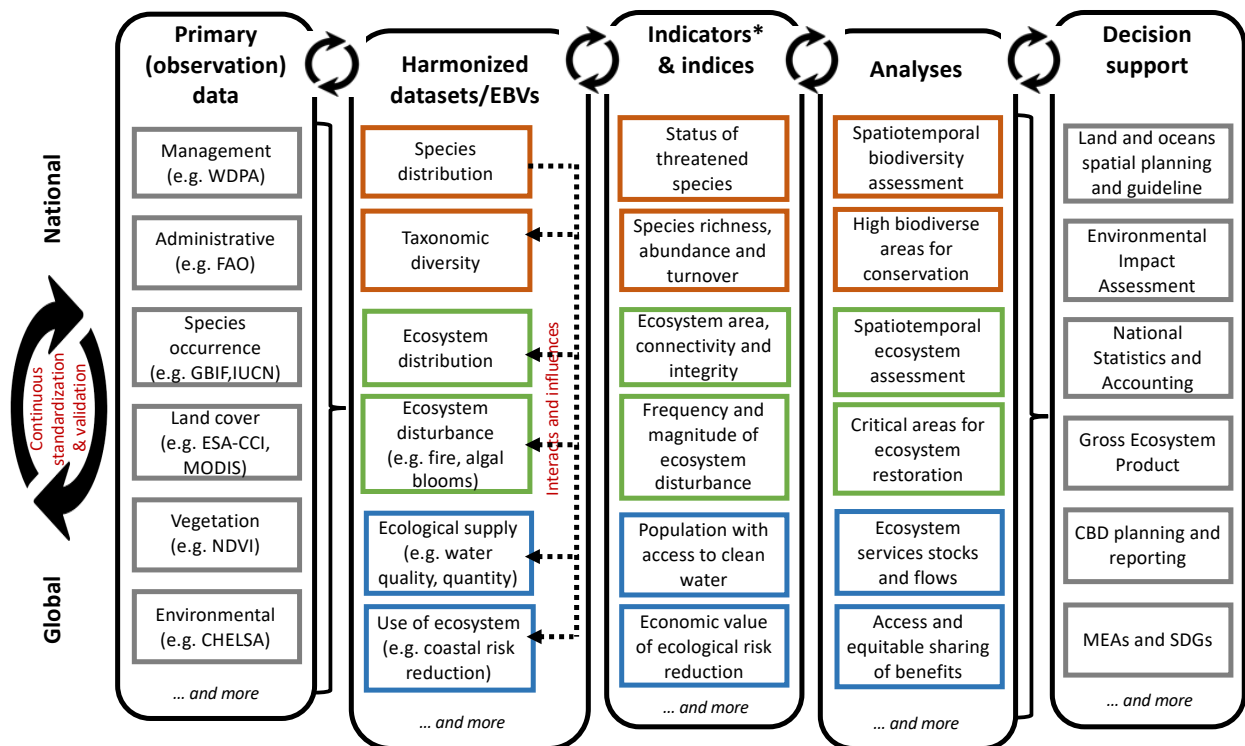 Primary
(observation)
data
Management
(e.g. WDPA)
Administrative
(e.g. FAO)
Species
occurrence
(e.g. GBIF,IUCN)
Land cover
(e.g. ESA-CCI,
MODIS)
Vegetation
(e.g. NDVI)
Environmental
(e.g. CHELSA)
... and more
Harmonized
datasets/EBVs
Species
distribution
Taxonomic
diversity
Ecosystem
distribution
Ecosystem
disturbance
(e.g. fire, algal
blooms)
Ecological supply
(e.g. water
quality, quantity)
Use of ecosystem
(e.g. coastal risk
reduction)
... and more
Interacts and influences
Indicators*
& indices
Status of
threatened
species
Species richness,
abundance and
turnover
Ecosystem area,
connectivity and
integrity
Frequency and
magnitude of
ecosystem
disturbance
Population with
access to clean
water
Economic value
of ecological risk
reduction
... and more
Analyses
Spatiotemporal
biodiversity
assessment
High biodiverse
areas for
conservation
Spatiotemporal
ecosystem
assessment
Critical areas for
ecosystem
restoration
Ecosystem
services stocks
and flows
Access and
equitable sharing
of benefits
... and more
Decision
support
Land and oceans
spatial planning
and guideline
Environmental
Impact
Assessment
National
Statistics and
Accounting
Gross Ecosystem
Product
CBD planning and
reporting
MEAs and SDGs
... and more
National
Continuous
standardization
& validation
Global